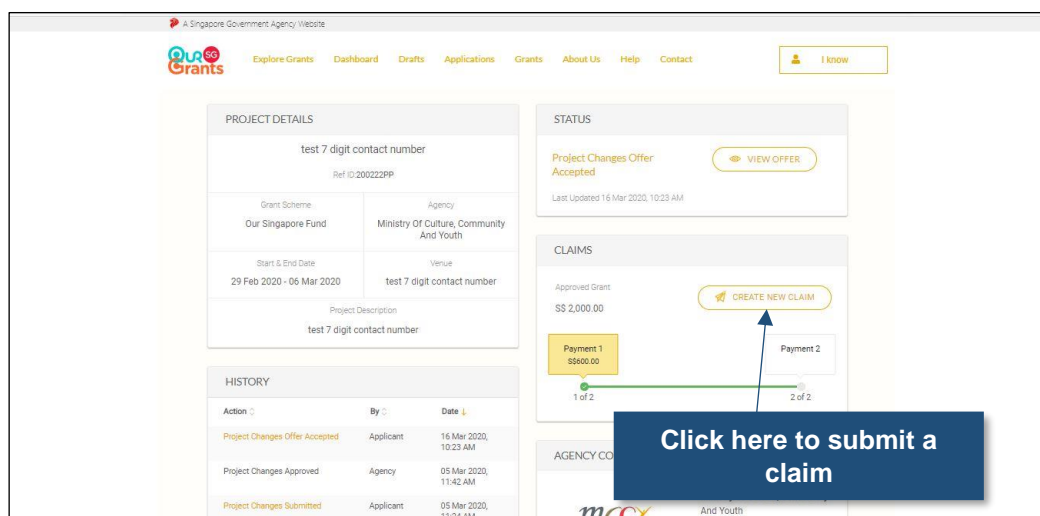 A Singapore Government Agency Website
OUR SG
Grants
Explore Grants Dashboard Drafts Applications Grants About Us Help Contact
I know
PROJECT DETAILS
test 7 digit contact number
Ref ID:200222PP
Grant Scheme
Our Singapore Fund
Agency
Ministry Of Culture, Community
And Youth
Start & End Date
29 Feb 2020 - 06 Mar 2020
Venue
test 7 digit contact number
Project Description
test 7 digit contact number
HISTORY
Action By Date
Project Changes Offer Accepted Applicant 16 Mar 2020,
10:23 AM
Project Changes Approved Agency 05 Mar 2020,
11:42 AM
Project Changes Submitted Applicant 05 Mar 2020,
STATUS
Project Changes Offer
Accepted
VIEW OFFER
Last Updated 16 Mar 2020, 10:23 AM
CLAIMS
Approved Grant
S$ 2,000.00
CREATE NEW CLAIM
Payment 1
S$600.00
Payment 2
1 of 2
2 of 2
Click here to submit a
claim
AGENCY CO
And Youth